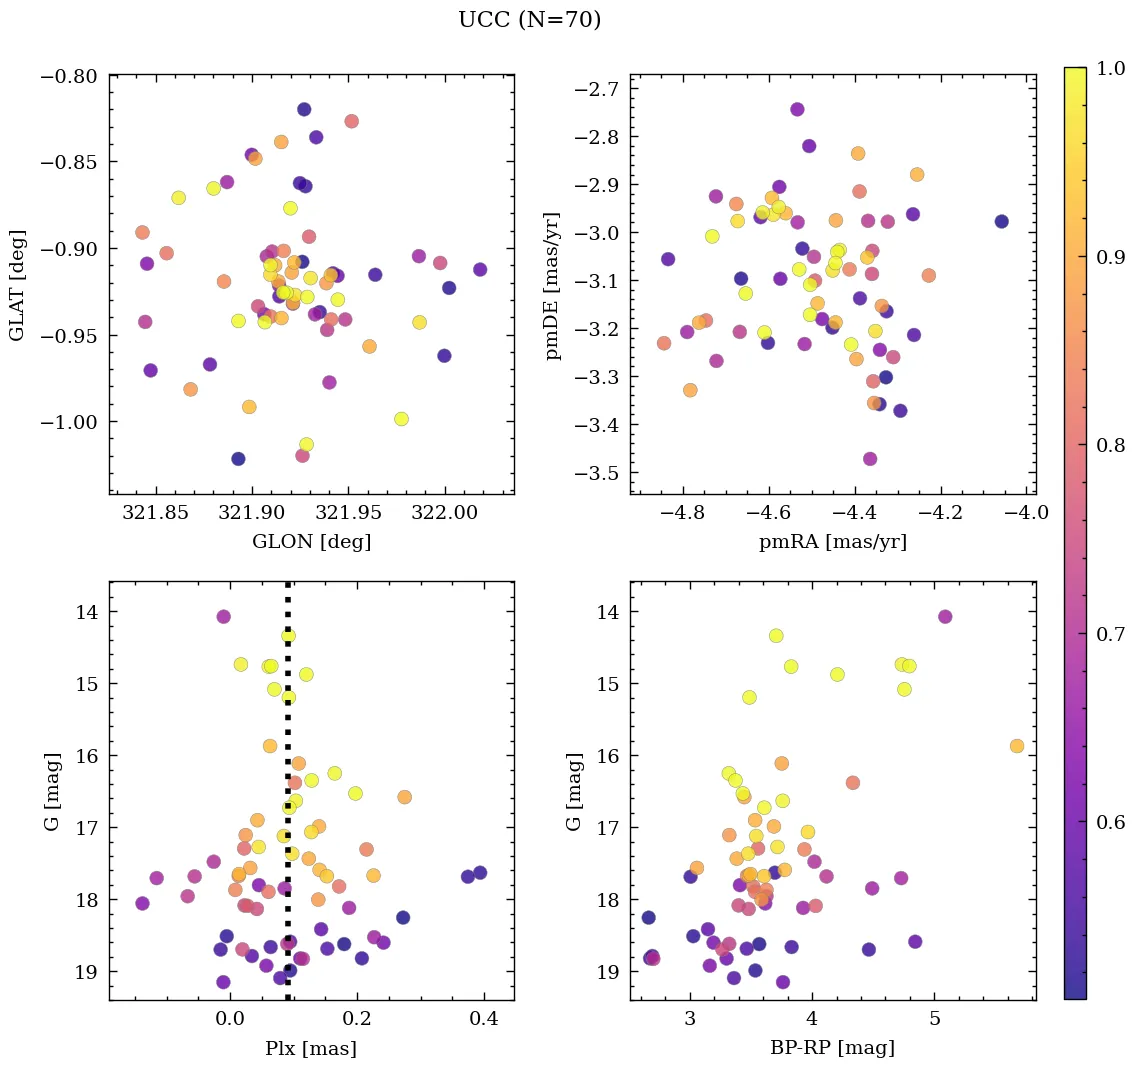 UCC (N=70)
−0.80
−0.85
−0.90
−0.95
−1.00
GLAT [deg]
321.85 321.90 321.95 322.00
GLON [deg]
−2.7
−2.8
−2.9
−3.0
−3.1
−3.2
−3.3
−3.4
−3.5
pmDE [mas/yr]
−4.8 −4.6 −4.4 −4.2 −4.0
pmRA [mas/yr]
14
15
16
17
18
19
G [mag]
0.0 0.2 0.4
Plx [mas]
14
15
16
17
18
19
G [mag]
3 4 5
BP-RP [mag]
1.0
0.9
0.8
0.7
0.6